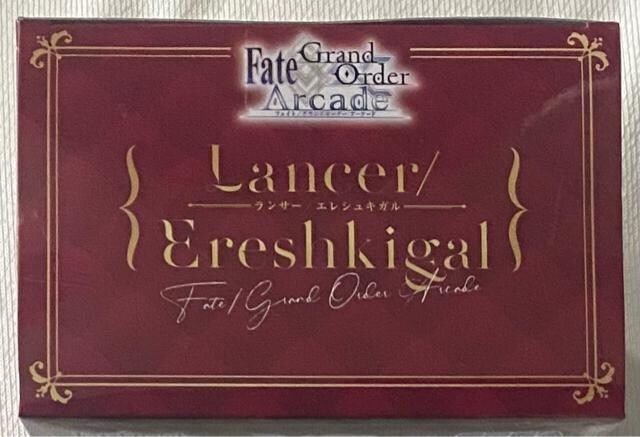 Fate Grand Order
Arcade
フェイト/グランドオーダー アーケード
Lancer/
ランサー エレシュキガル
Ereshkigal
Fate/Grand Order Arcade